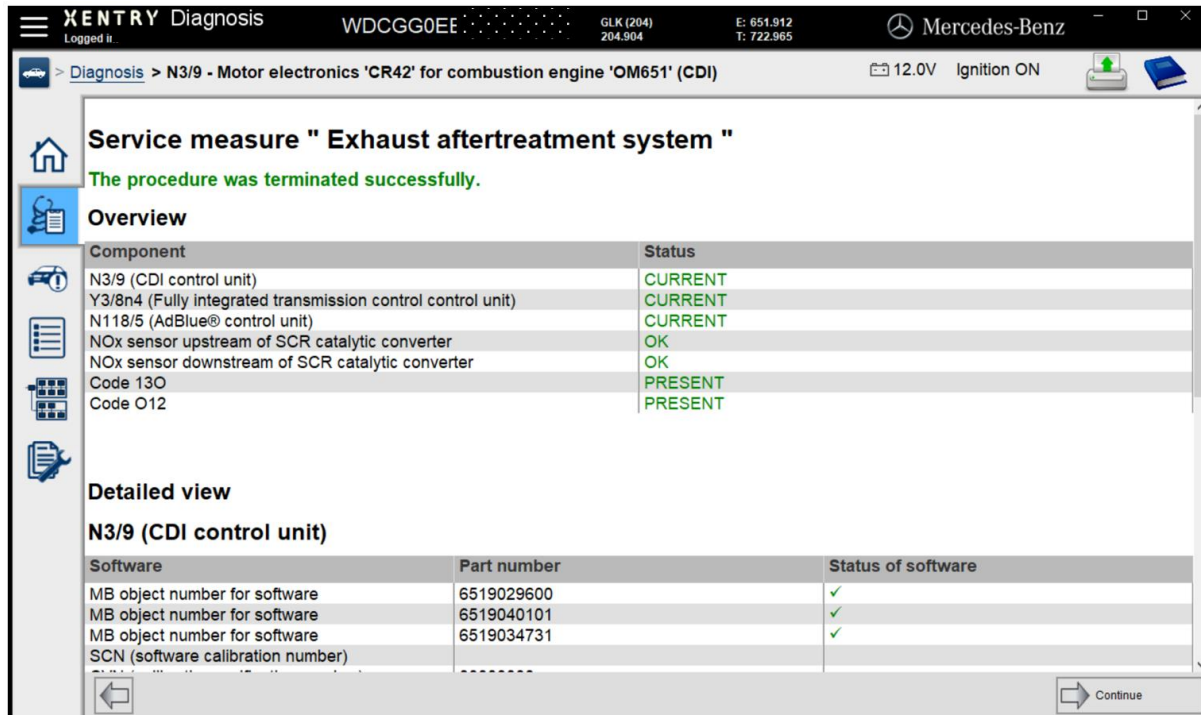 XENTRY Diagnosis
Logged i
WDCGG0EE
GLK (204)
204.904
E: 651.912
T: 722.965
Mercedes-Benz
> Diagnosis > N3/9 - Motor electronics 'CR42' for combustion engine 'OM651' (CDI)
12.0V Ignition ON
Service measure " Exhaust aftertreatment system "
The procedure was terminated successfully.
Overview
Component Status
N3/9 (CDI control unit) CURRENT
Y3/8n4 (Fully integrated transmission control control unit) CURRENT
N118/5 (AdBlue® control unit) CURRENT
NOx sensor upstream of SCR catalytic converter OK
NOx sensor downstream of SCR catalytic converter OK
Code 13O PRESENT
Code O12 PRESENT
Detailed view
N3/9 (CDI control unit)
Software Part number Status of software
MB object number for software 6519029600 ✓
MB object number for software 6519040101 ✓
MB object number for software 6519034731 ✓
SCN (software calibration number)
Continue